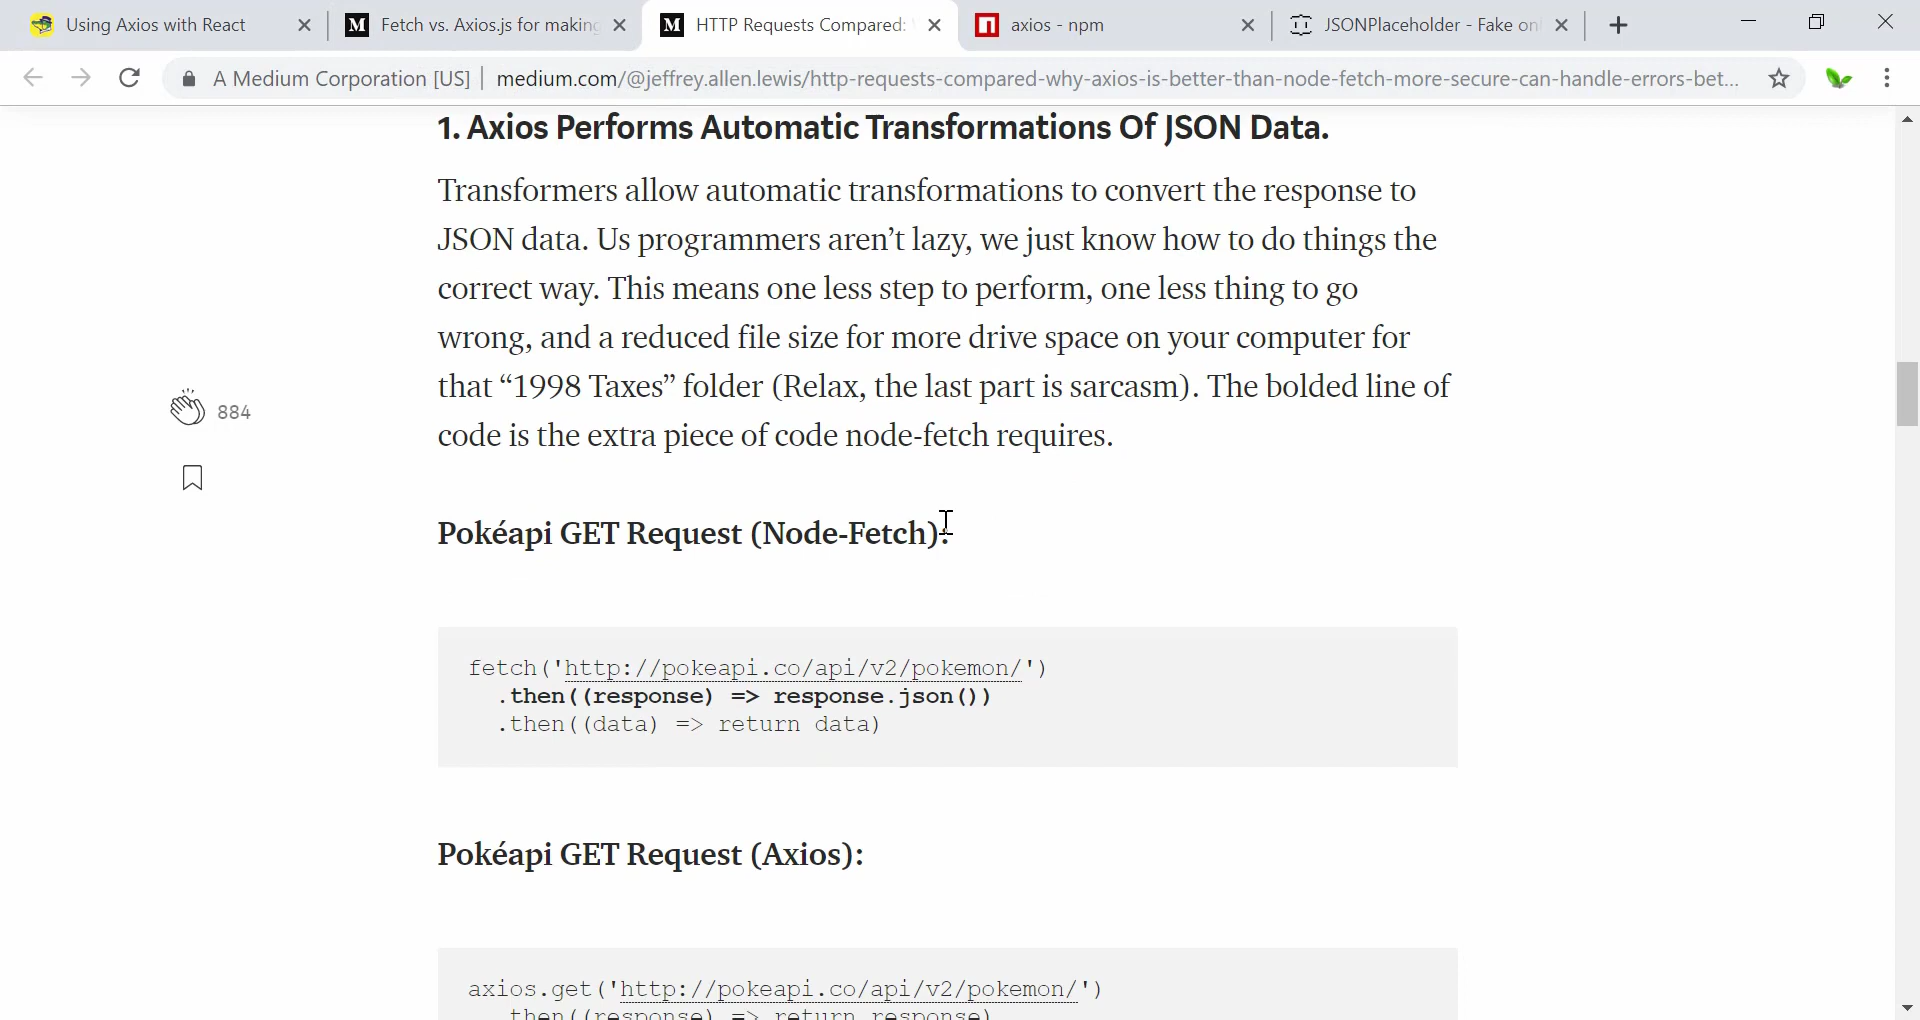 Using Axios with React
Fetch vs. Axios.js for making
HTTP Requests Compared:
axios - npm
JSONPlaceholder - Fake on
A Medium Corporation [US]
medium.com/@jeffrey.allen.lewis/http-requests-compared-why-axios-is-better-than-node-fetch-more-secure-can-handle-errors-bet...
1. Axios Performs Automatic Transformations Of JSON Data.
Transformers allow automatic transformations to convert the response to
JSON data. Us programmers aren’t lazy, we just know how to do things the
correct way. This means one less step to perform, one less thing to go
wrong, and a reduced file size for more drive space on your computer for
that “1998 Taxes” folder (Relax, the last part is sarcasm). The bolded line of
code is the extra piece of code node-fetch requires.
884
Pokéapi GET Request (Node-Fetch):
fetch('http://pokeapi.co/api/v2/pokemon/')
.then((response) => response.json())
.then((data) => return data)
Pokéapi GET Request (Axios):
axios.get('http://pokeapi.co/api/v2/pokemon/')
then((response) => return response)